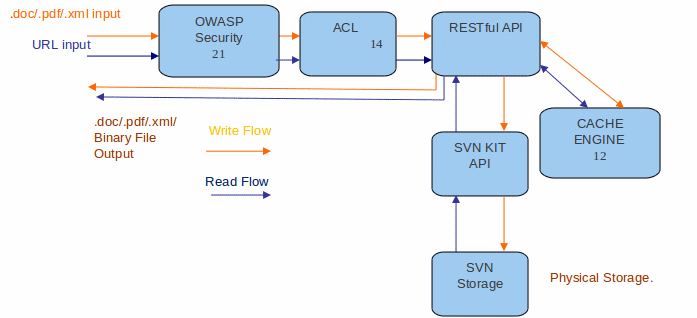 .doc/.pdf/.xml input
URL input
OWASP
Security
21
ACL
14
RESTful API
.doc/.pdf/.xml/
Binary File
Output
Write Flow
Read Flow
SVN KIT
API
CACHE
ENGINE
12
SVN
Storage
Physical Storage.